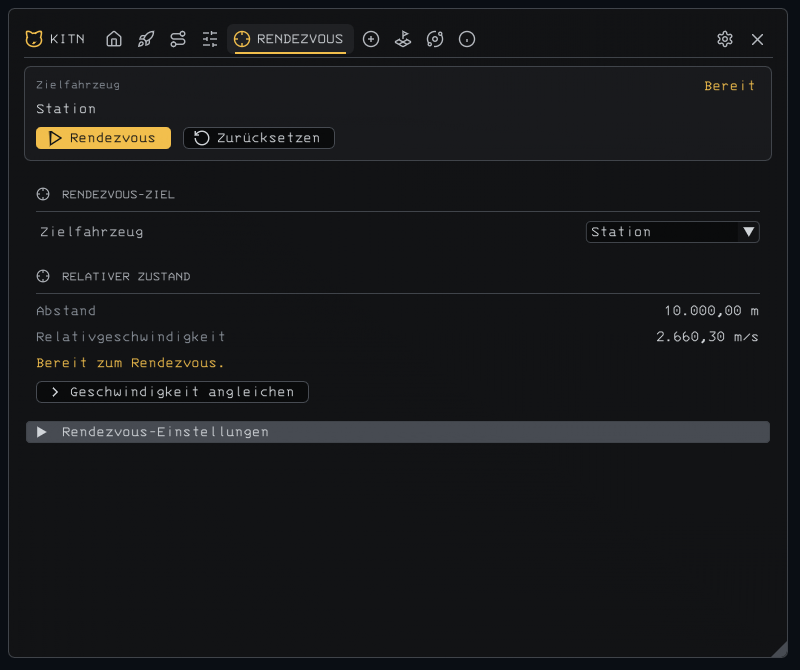 KITN RENDEZVOUS
Zielfahrzeug Bereit
Station
Rendezvous Zurücksetzen
RENDEZVOUS-ZIEL
Zielfahrzeug Station
RELATIVER ZUSTAND
Abstand 10.000,00 m
Relativgeschwindigkeit 2.660,30 m/s
Bereit zum Rendezvous.
Geschwindigkeit angleichen
Rendezvous-Einstellungen